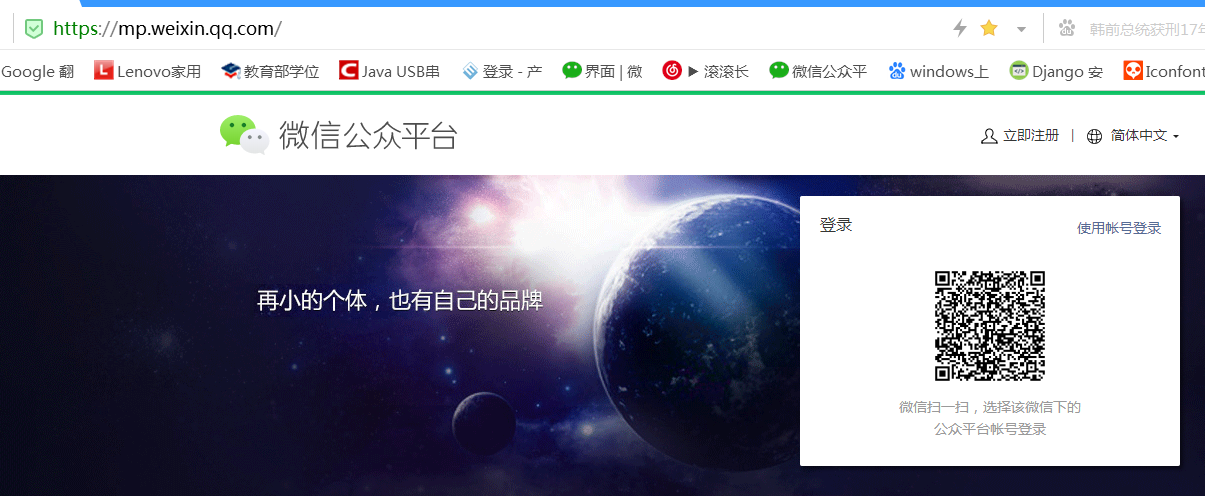 https://mp.weixin.qq.com/
韩前总统获刑17年
Google 翻 Lenovo家用 教育部学位 Java USB串 登录 - 产 界面 | 微 ▶ 滚滚长 微信公众平 windows上 Django 安 Iconfont
微信公众平台
立即注册 | 简体中文
登录
使用帐号登录
再小的个体，也有自己的品牌
微信扫一扫，选择该微信下的
公众平台帐号登录